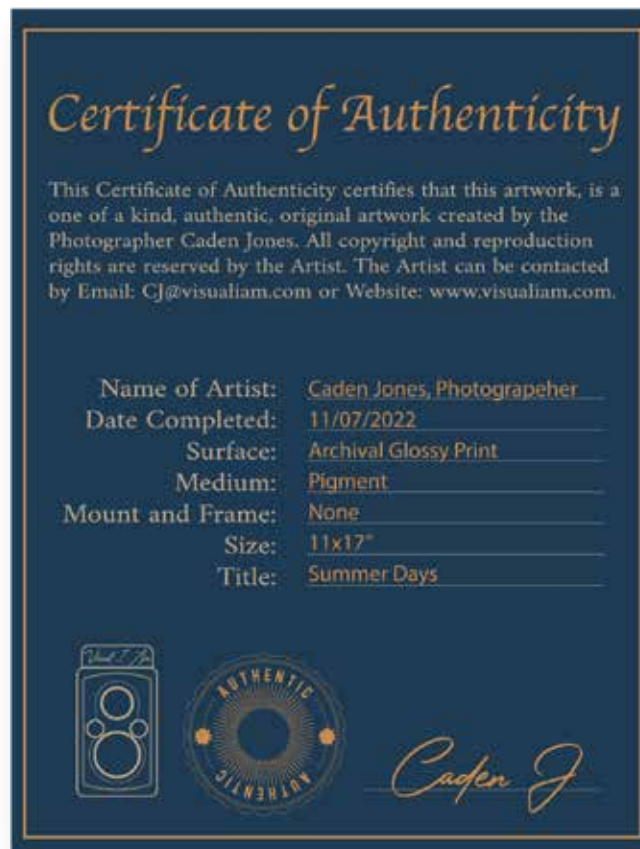 Certificate of Authenticity
This Certificate of Authenticity certifies that this artwork, is a
one of a kind, authentic, original artwork created by the
Photographer Caden Jones. All copyright and reproduction
rights are reserved by the Artist. The Artist can be contacted
by Email: CJ@visualiam.com or Website: www.visualiam.com.
Name of Artist: Caden Jones, Photograpeher
Date Completed: 11/07/2022
Surface: Archival Glossy Print
Medium: Pigment
Mount and Frame: None
Size: 11x17"
Title: Summer Days
AUTHENTIC
AUTHENTIC
Caden J